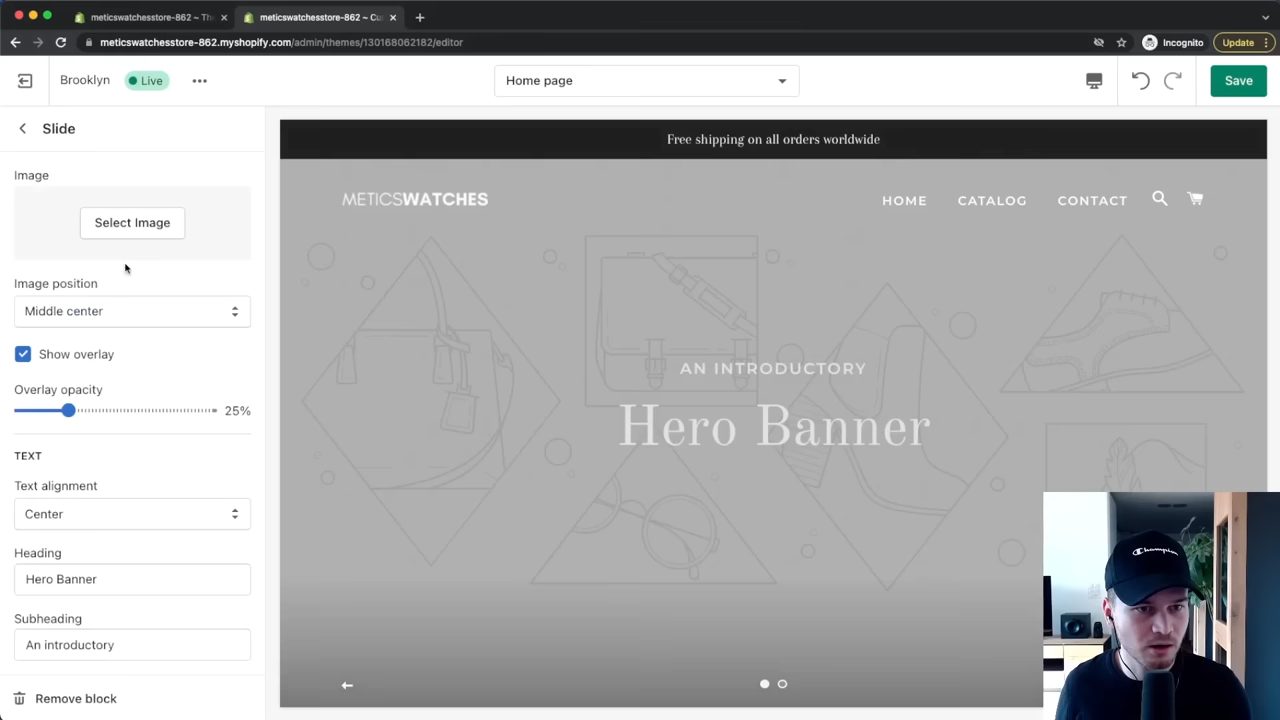 meticswatchesstore-862 ~ Th
meticswatchesstore-862 ~ Cu
meticswatchesstore-862.myshopify.com/admin/themes/130168062182/editor
Incognito
Update
Brooklyn
Live
Home page
Save
Slide
Image
Select Image
Image position
Middle center
Show overlay
Overlay opacity
25%
TEXT
Text alignment
Center
Heading
Hero Banner
Subheading
An introductory
Remove block
Free shipping on all orders worldwide
METICSWATCHES
HOME
CATALOG
CONTACT
AN INTRODUCTORY
Hero Banner
Champion